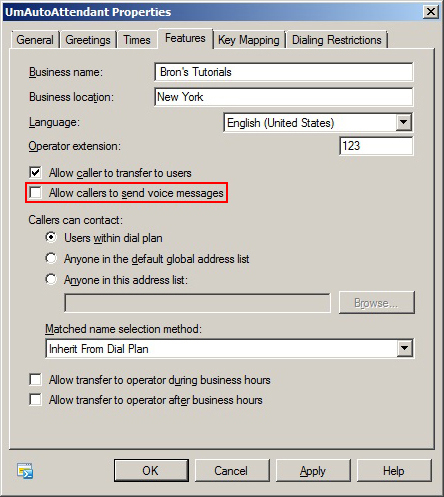 UmAutoAttendant Properties
General Greetings Times Features Key Mapping Dialing Restrictions
Business name: Bron's Tutorials
Business location: New York
Language: English (United States)
Operator extension: 123
Allow caller to transfer to users
Allow callers to send voice messages
Callers can contact:
Users within dial plan
Anyone in the default global address list
Anyone in this address list:
Browse...
Matched name selection method:
Inherit From Dial Plan
Allow transfer to operator during business hours
Allow transfer to operator after business hours
OK Cancel Apply Help